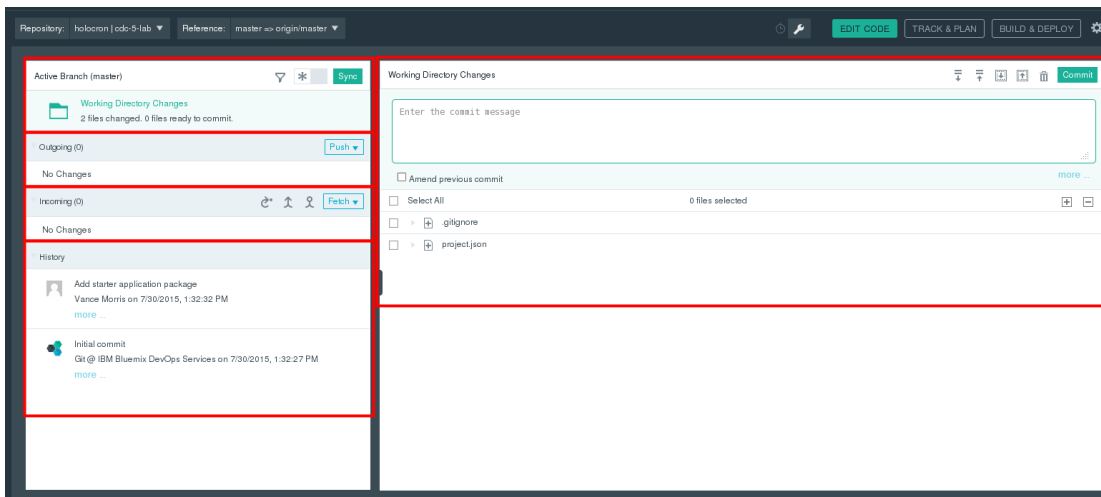 Repository: holocron | cdc-5-lab ▼ Reference: master => origin/master ▼ EDIT CODE TRACK & PLAN BUILD & DEPLOY
Active Branch (master) Sync
Working Directory Changes
2 files changed. 0 files ready to commit.
Outgoing (0) Push ▼
No Changes
Incoming (0) Fetch ▼
No Changes
History
Add starter application package
Vance Morris on 7/30/2015, 1:32:32 PM
more ...
Initial commit
Git @ IBM Bluemix DevOps Services on 7/30/2015, 1:32:27 PM
more ...
Working Directory Changes Commit
Enter the commit message
Amend previous commit more ...
Select All 0 files selected
.gitignore
project.json